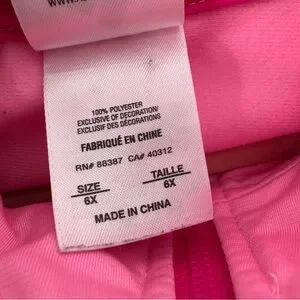 100% POLYESTER
EXCLUSIVE OF DECORATION/
EXCLUSIF DES DÉCORATIONS
FABRIQUÉ EN CHINE
RN# 88387 CA# 40312
SIZE TAILLE
6X 6X
MADE IN CHINA